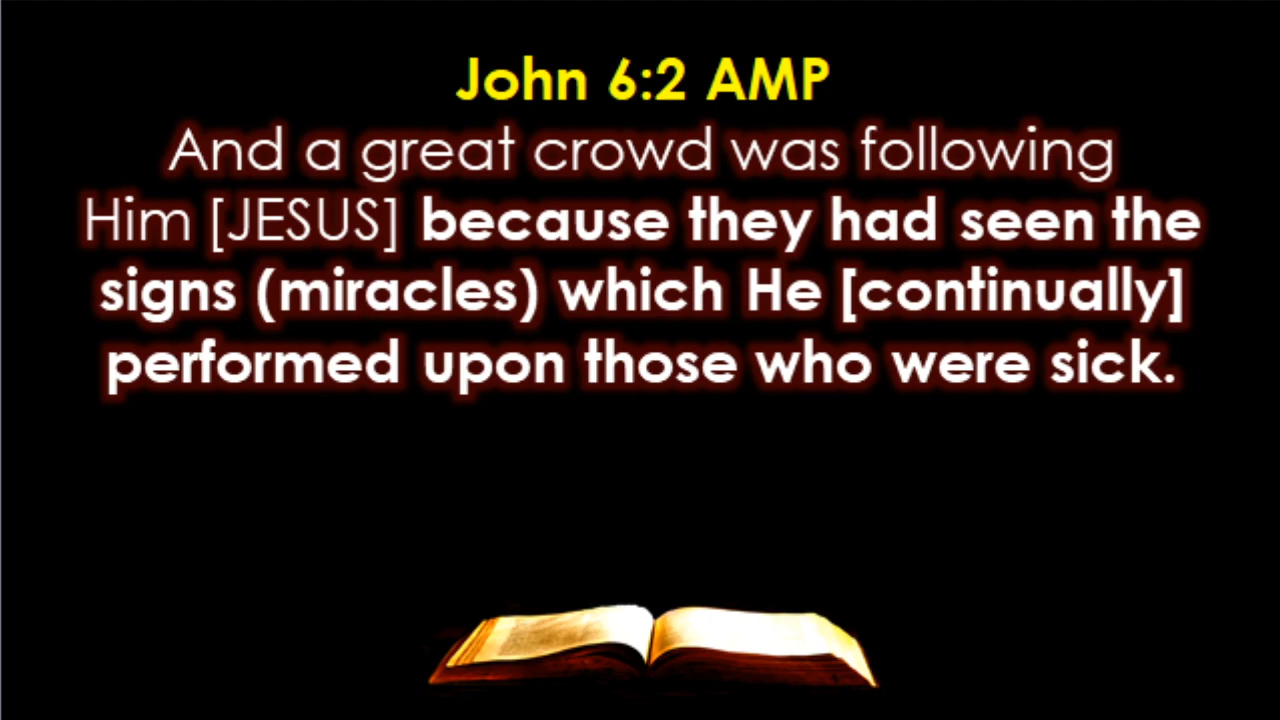 John 6:2 AMP
And a great crowd was following
Him [JESUS] because they had seen the
signs (miracles) which He [continually]
performed upon those who were sick.